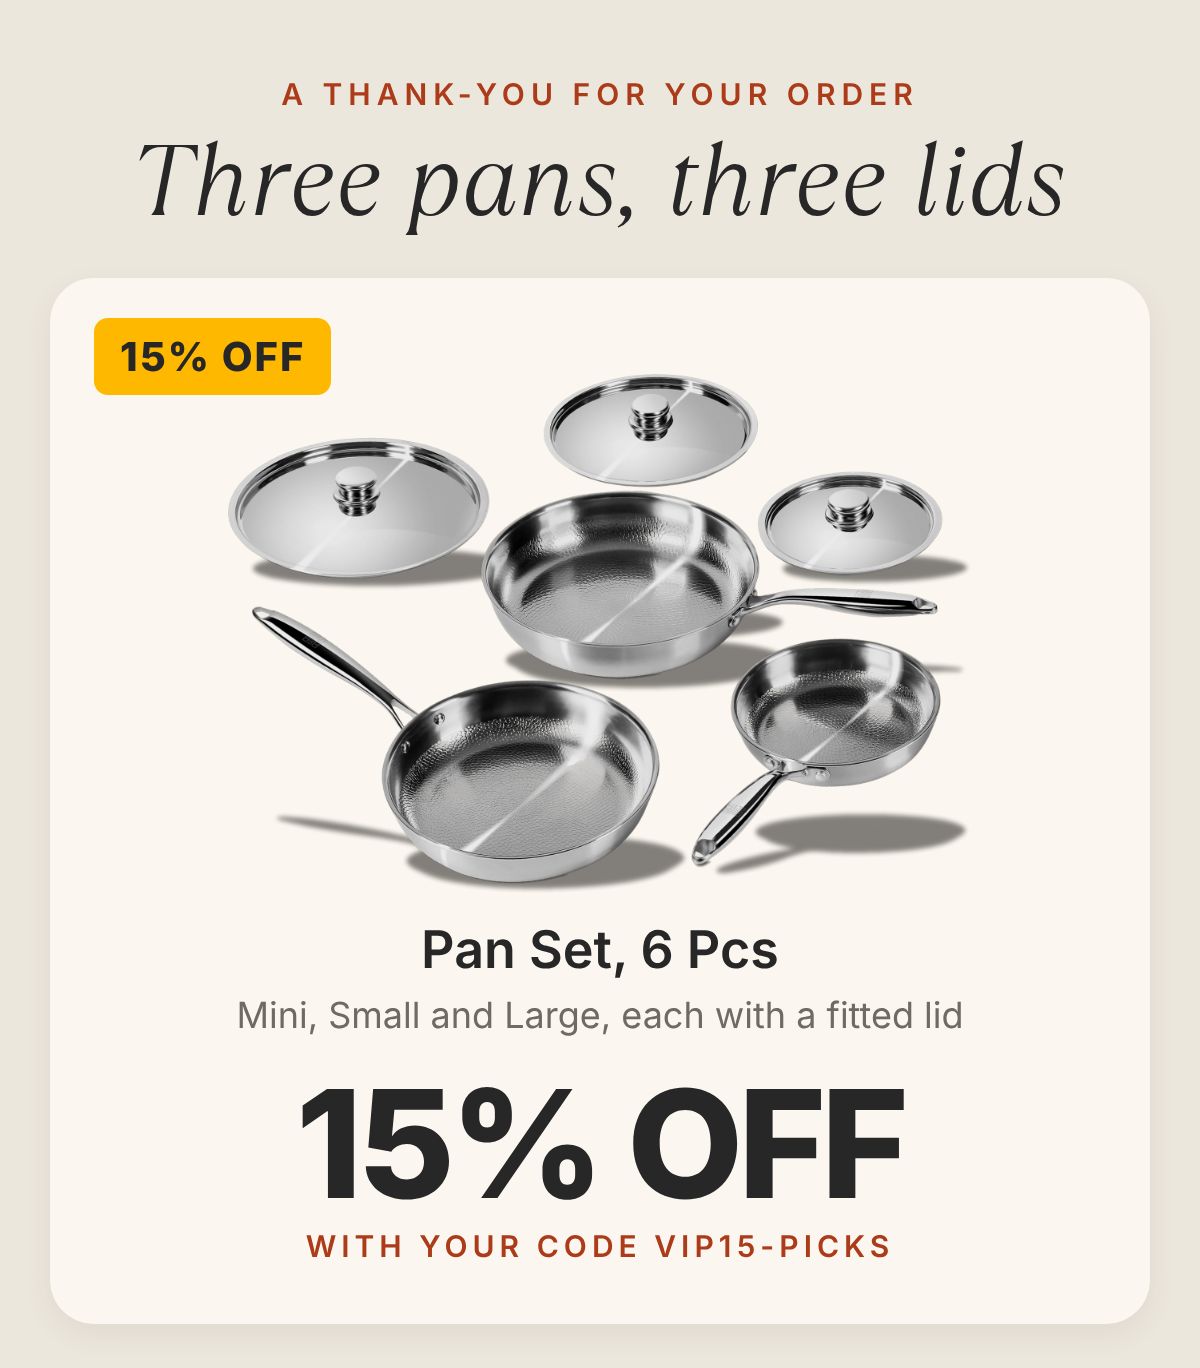 A THANK-YOU FOR YOUR ORDER
Three pans, three lids
15% OFF
Pan Set, 6 Pcs
Mini, Small and Large, each with a fitted lid
15% OFF
WITH YOUR CODE VIP15-PICKS